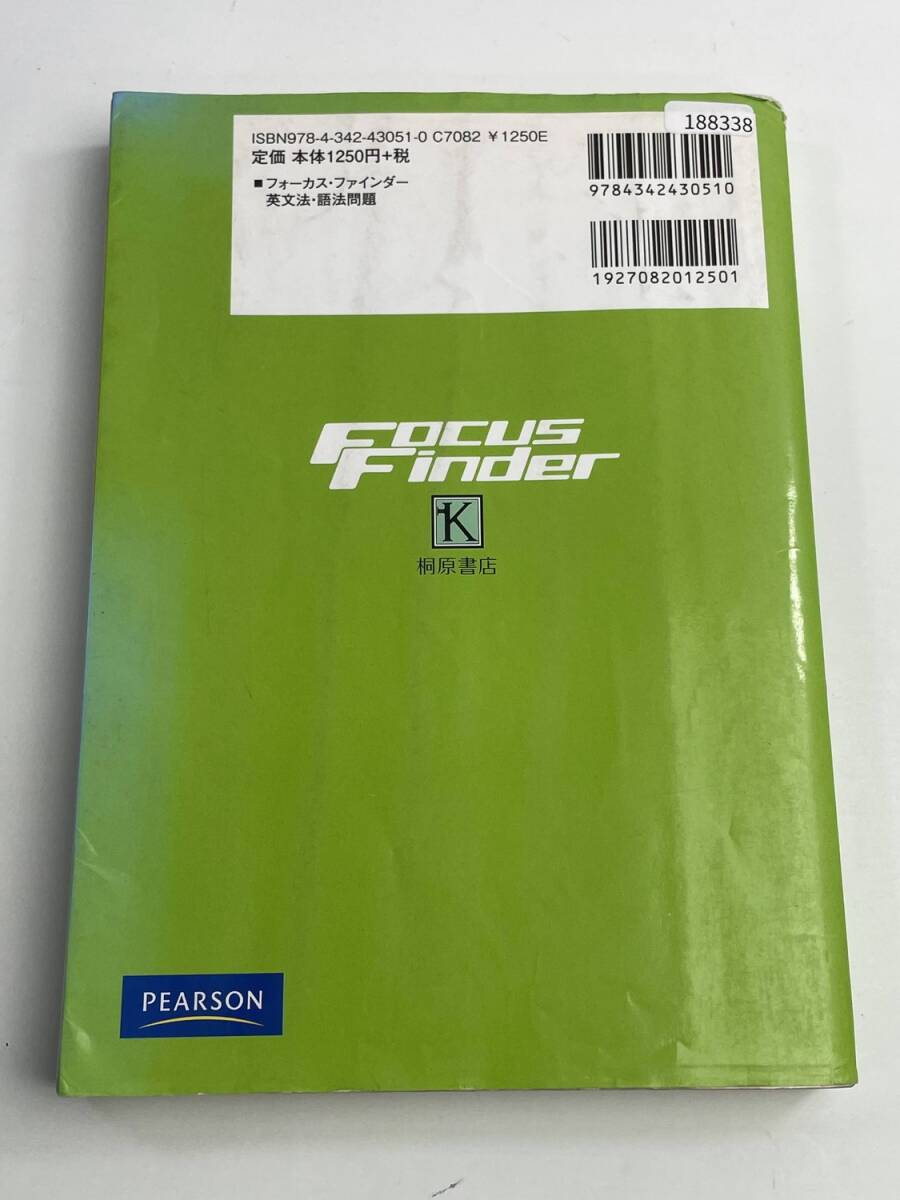 188338
ISBN978-4-342-43051-0 C7082 ¥1250E
定価 本体1250円+税
■フォーカス・ファインダー
英文法・語法問題
9784342430510
1927082012501
Focus
Finder
K
桐原書店
PEARSON